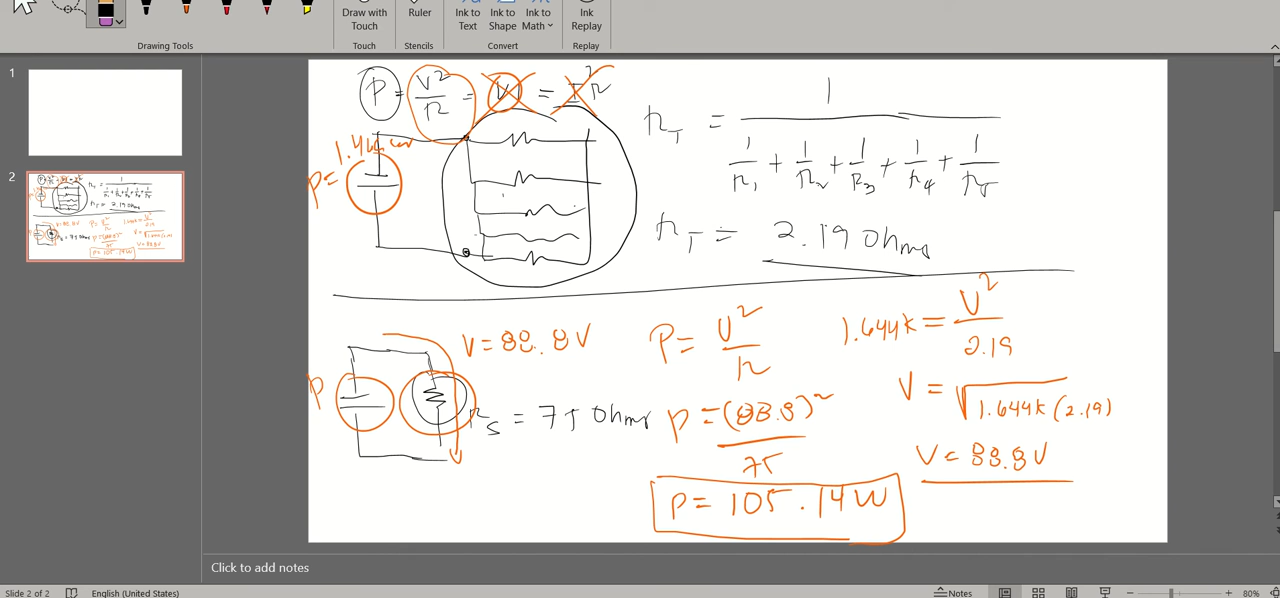 Draw with Touch
Ruler
Ink to Text
Ink to Shape
Ink to Math
Ink Replay
Drawing Tools
Touch
Stencils
Convert
Replay
1
2
P = V²/R = VI = I²R
R_T = 1 / (1/R₁ + 1/R₂ + 1/R₃ + 1/R₄ + 1/R₅)
P=
R_T = 2.19 ohms
V = 88.8V
P = V²/R
1.644K = V²/2.19
P
R_S = 75 Ohms
P = (88.8)²/75
V = √1.644K(2.19)
V = 88.8V
P = 105.14W
Click to add notes
Slide 2 of 2
English (United States)
Notes
80%